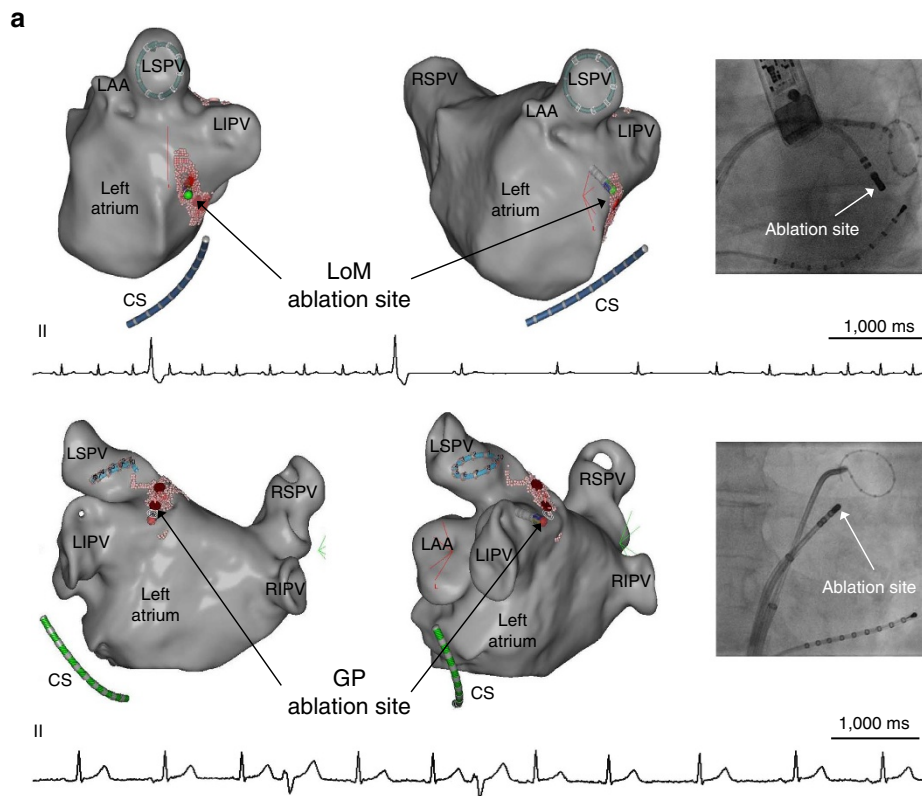 a
LSPV
LAA
LIPV
Left
atrium
CS
RSPV
LSPV
LAA
LIPV
Left
atrium
CS
LoM
ablation site
Ablation site
II
1,000 ms
LSPV
RSPV
LIPV
Left
atrium
RIPV
CS
LSPV
RSPV
LAA
LIPV
RIPV
Left
atrium
CS
GP
ablation site
Ablation site
II
1,000 ms